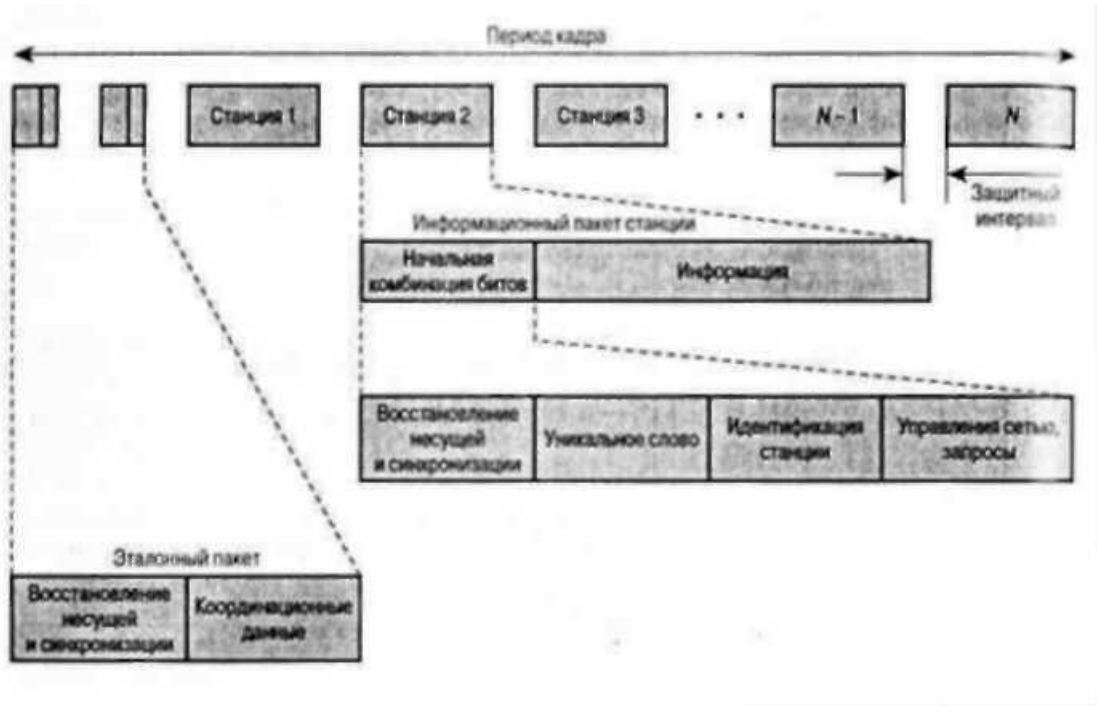 Период кадра
Станция 1
Станция 2
Станция 3
. . .
N – 1
N
Защитный
интервал
Информационный пакет станции
Начальная
комбинация битов
Информация
Восстановление
несущей
и синхронизации
Уникальное слово
Идентификация
станции
Управления сетью,
запросы
Эталонный пакет
Восстановление
несущей
и синхронизации
Координационные
данные